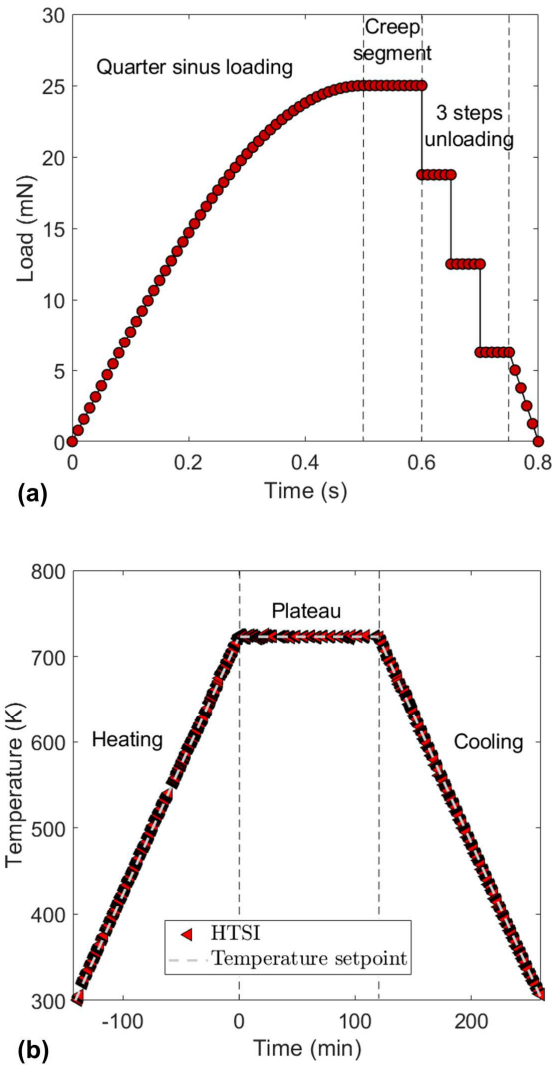 30
Creep
segment
Quarter sinus loading
25
3 steps
unloading
20
15
10
5
0
Load (mN)
0
0.2
0.4
0.6
0.8
Time (s)
(a)
800
Plateau
700
Heating
Cooling
600
500
400
300
Temperature (K)
HTSI
Temperature setpoint
-100
0
100
200
Time (min)
(b)